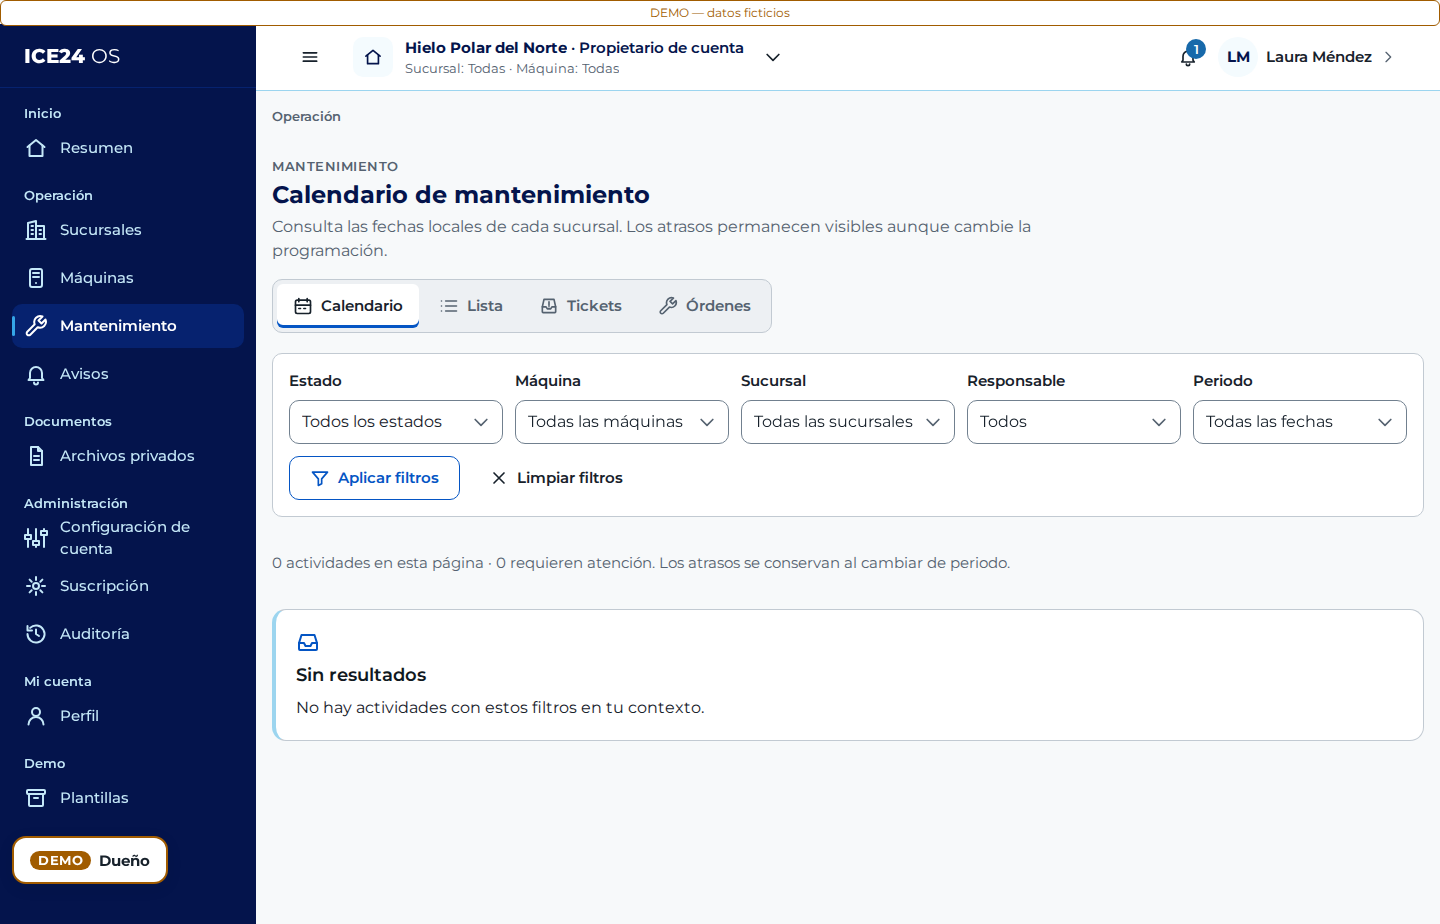 DEMO — datos ficticios
ICE24 OS
Inicio
Resumen
Operación
Sucursales
Máquinas
Mantenimiento
Avisos
Documentos
Archivos privados
Administración
Configuración de
cuenta
Suscripción
Auditoría
Mi cuenta
Perfil
Demo
Plantillas
DEMO Dueño
Hielo Polar del Norte · Propietario de cuenta
Sucursal: Todas · Máquina: Todas
1
LM Laura Méndez
Operación
MANTENIMIENTO
Calendario de mantenimiento
Consulta las fechas locales de cada sucursal. Los atrasos permanecen visibles aunque cambie la
programación.
Calendario Lista Tickets Órdenes
Estado Máquina Sucursal Responsable Periodo
Todos los estados Todas las máquinas Todas las sucursales Todos Todas las fechas
Aplicar filtros Limpiar filtros
0 actividades en esta página · 0 requieren atención. Los atrasos se conservan al cambiar de periodo.
Sin resultados
No hay actividades con estos filtros en tu contexto.